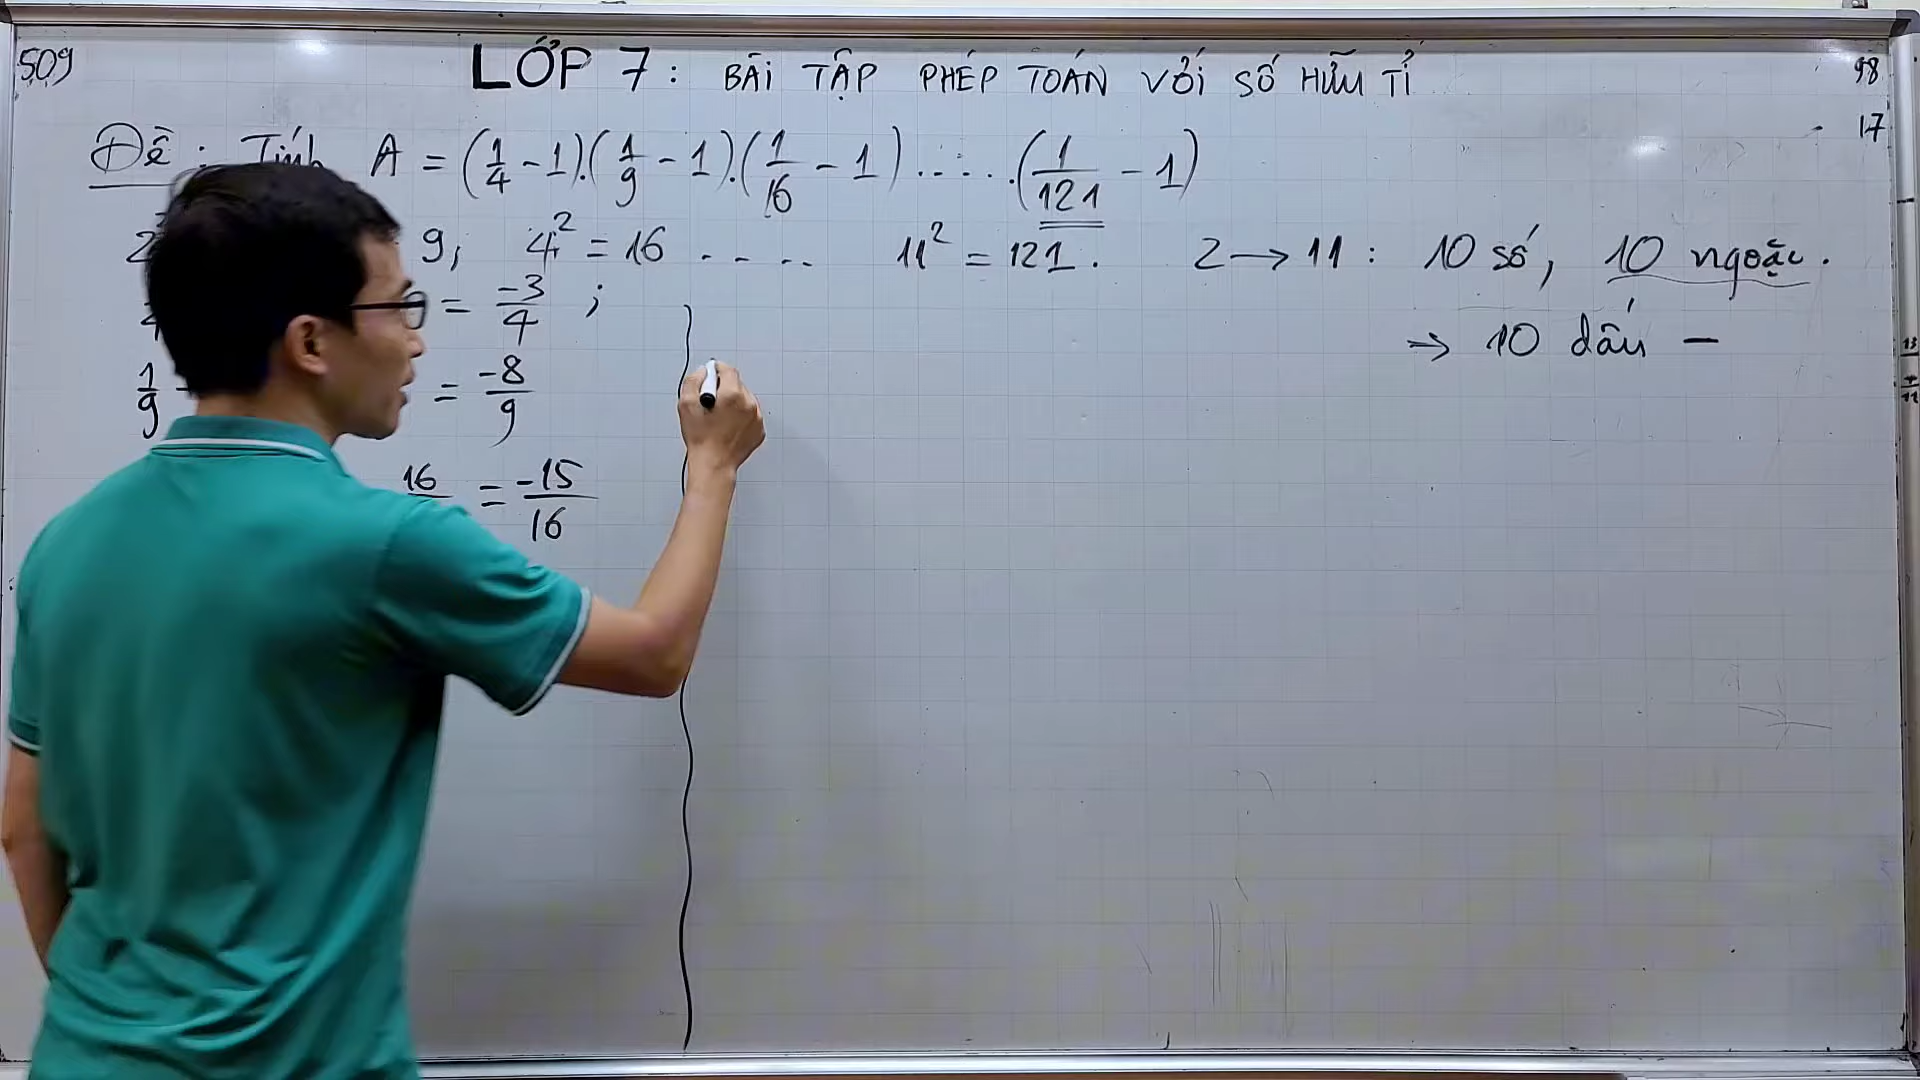 509
LỚP 7: BÀI TẬP PHÉP TOÁN VỚI SỐ HỮU TỈ
98
17
Đề: Tính A = (1/4 - 1).(1/9 - 1).(1/16 - 1).....(1/121 - 1)
2 9; 4² = 16 .... 11² = 121. 2 → 11: 10 số, 10 ngoặc.
= -3/4 ;
⇒ 10 dấu -
1/9 - = -8/9
16 = -15/16